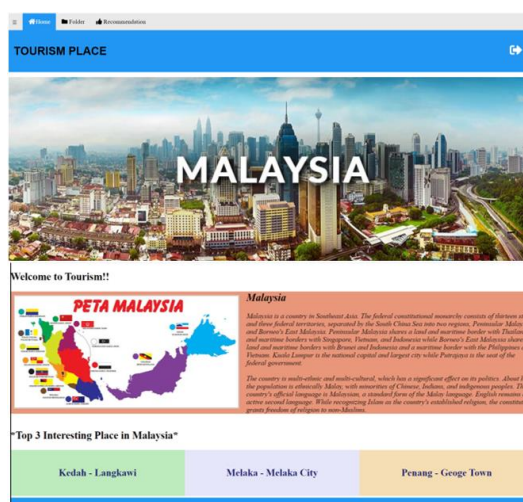 Home Folder Recommendation
TOURISM PLACE
MALAYSIA
Welcome to Tourism!!
PETA MALAYSIA
Malaysia
Malaysia is a country in Southeast Asia. The federal constitutional monarchy consists of thirteen st
and three federal territories, separated by the South China Sea into two regions, Peninsular Malay
and Borneo's East Malaysia. Peninsular Malaysia shares a land and maritime border with Thailan
and maritime borders with Singapore, Vietnam, and Indonesia while Borneo's East Malaysia share
land and maritime borders with Brunei and Indonesia and a maritime border with the Philippines a
Vietnam. Kuala Lumpur is the national capital and largest city while Putrajaya is the seat of the
federal government.
The country is multi-ethnic and multi-cultural, which has a significant effect on its politics. About h
the population is ethnically Malay, with minorities of Chinese, Indians, and indigenous peoples. Th
country's official language is Malaysian, a standard form of the Malay language. English remains
active second language. While recognizing Islam as the country's established religion, the constitut
grants freedom of religion to non-Muslims.
"Top 3 Interesting Place in Malaysia"
Kedah - Langkawi
Melaka - Melaka City
Penang - Geoge Town